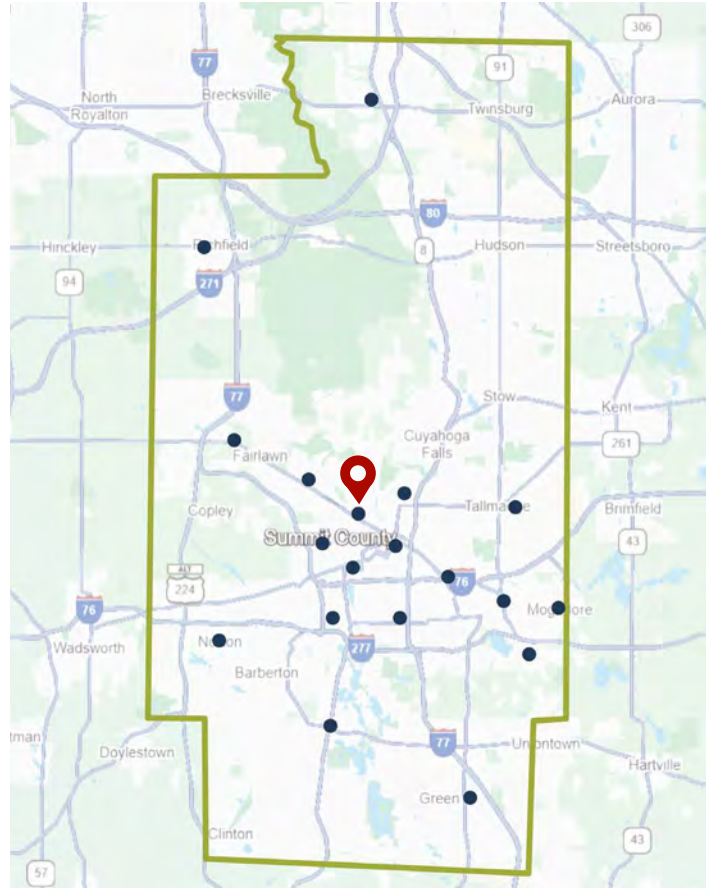 306
77
91
North
Royalton
Brecksville
Aurora
Twinsburg
80
Hinckley
Richfield
8
Hudson
Streetsboro
94
271
77
Stow
Kent
Cuyahoga
Falls
261
Fairlawn
Copley
Tallmadge
Brimfield
Summit County
43
ALT
224
76
76
Mogadore
Wadsworth
Norton
277
Barberton
tman
Doylestown
77
Uniontown
Hartville
Green
Clinton
43
57